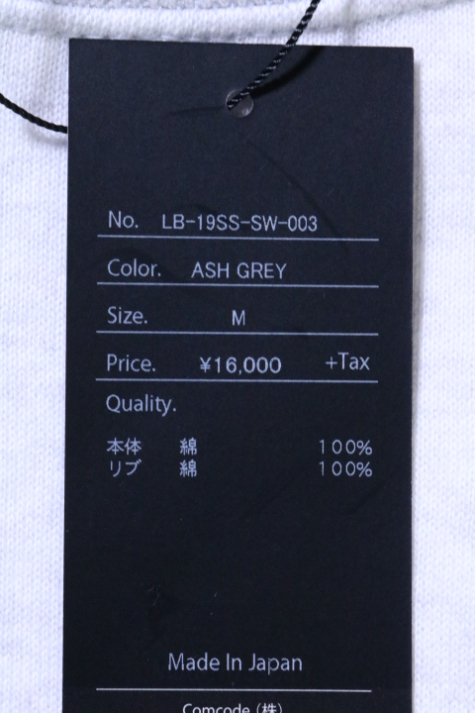 No. LB-19SS-SW-003
Color. ASH GREY
Size. M
Price. ¥16,000 +Tax
Quality.
本体 綿 100%
リブ 綿 100%
Made In Japan
Comcode (株)